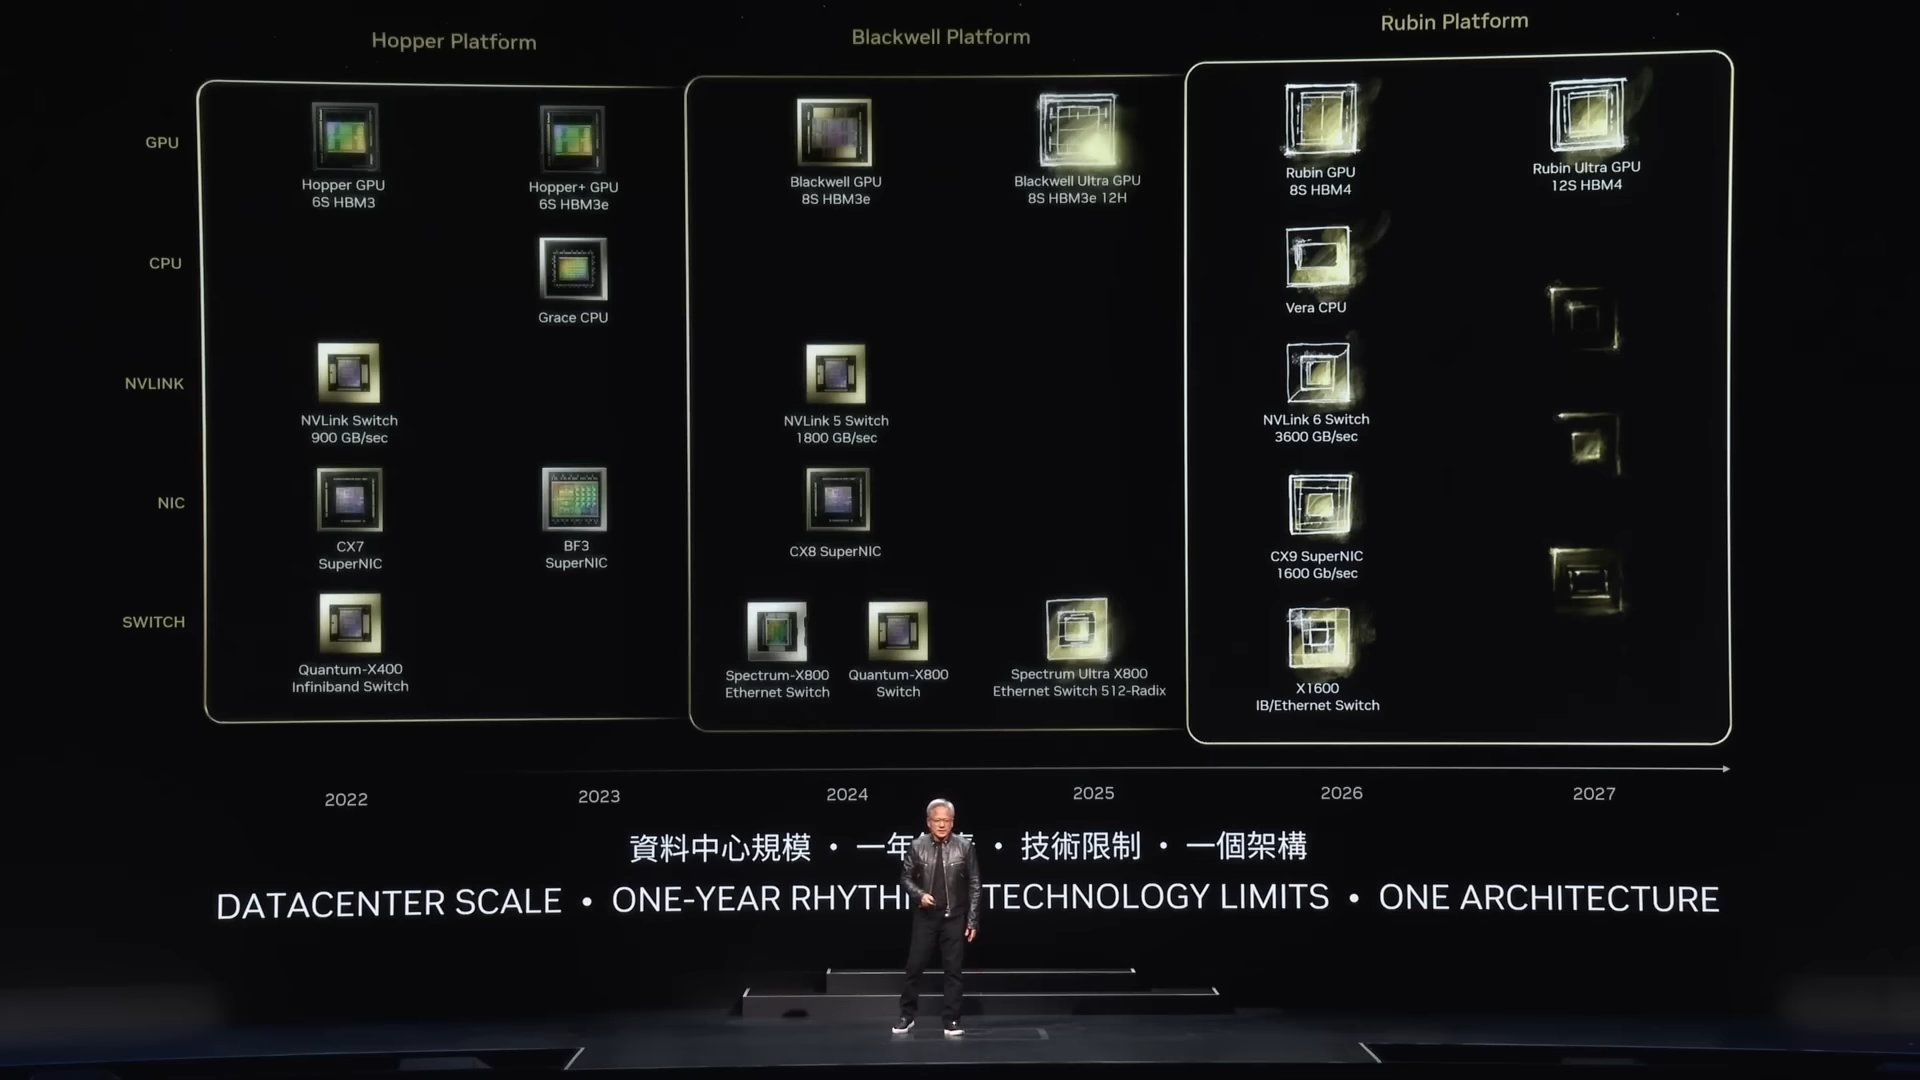 Hopper Platform
Blackwell Platform
Rubin Platform
GPU
Hopper GPU
6S HBM3
Hopper+ GPU
6S HBM3e
Blackwell GPU
8S HBM3e
Blackwell Ultra GPU
8S HBM3e 12H
Rubin GPU
8S HBM4
Rubin Ultra GPU
12S HBM4
CPU
Grace CPU
Vera CPU
NVLINK
NVLink Switch
900 GB/sec
NVLink 5 Switch
1800 GB/sec
NVLink 6 Switch
3600 GB/sec
NIC
CX7
SuperNIC
BF3
SuperNIC
CX8 SuperNIC
CX9 SuperNIC
1600 Gb/sec
SWITCH
Quantum-X400
Infiniband Switch
Spectrum-X800
Ethernet Switch
Quantum-X800
Switch
Spectrum Ultra X800
Ethernet Switch 512-Radix
X1600
IB/Ethernet Switch
2022
2023
2024
2025
2026
2027
資料中心規模 • 一年 • 技術限制 • 一個架構
DATACENTER SCALE • ONE-YEAR RHYTH TECHNOLOGY LIMITS • ONE ARCHITECTURE